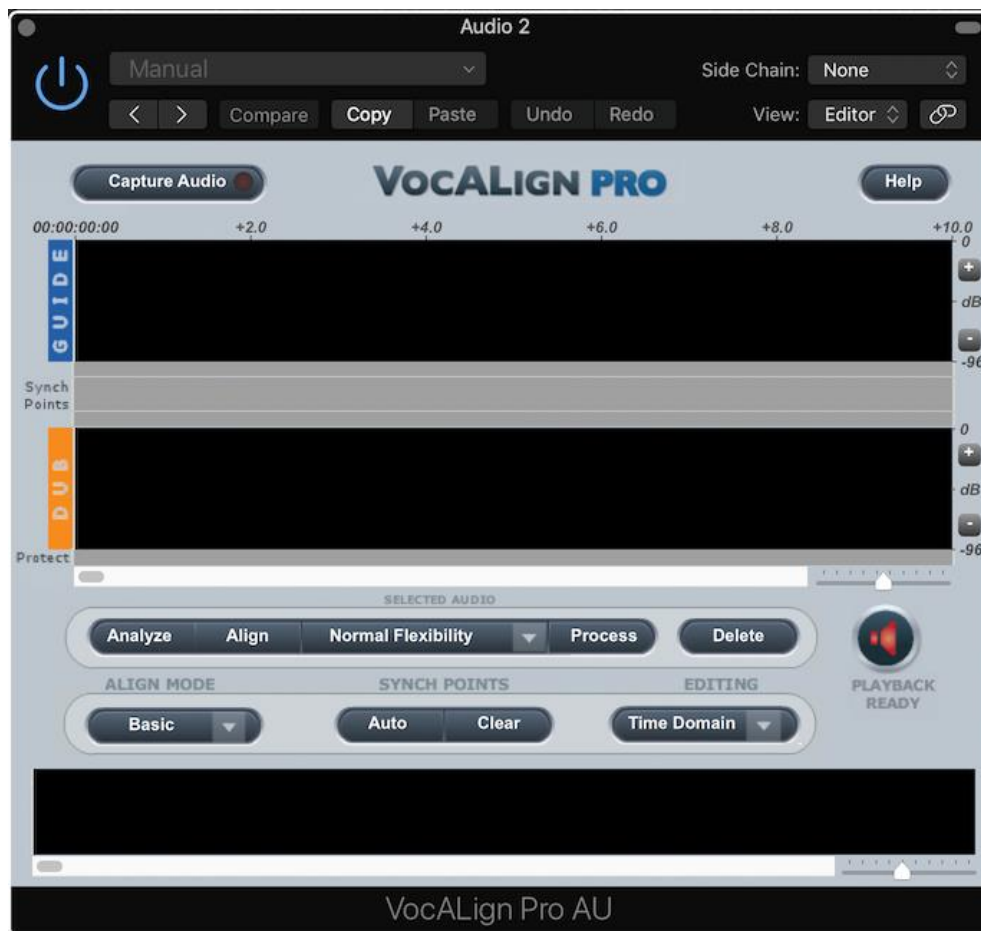 Audio 2
Manual
Side Chain: None
Compare Copy Paste Undo Redo View: Editor
Capture Audio VOCALIGN PRO Help
00:00:00:00 +2.0 +4.0 +6.0 +8.0 +10.0
GUIDE
0
+
dB
-
-96
Synch
Points
DUB
0
+
dB
-
-96
Protect
SELECTED AUDIO
Analyze Align Normal Flexibility Process Delete
ALIGN MODE SYNCH POINTS EDITING
PLAYBACK
READY
Basic Auto Clear Time Domain
VocALign Pro AU